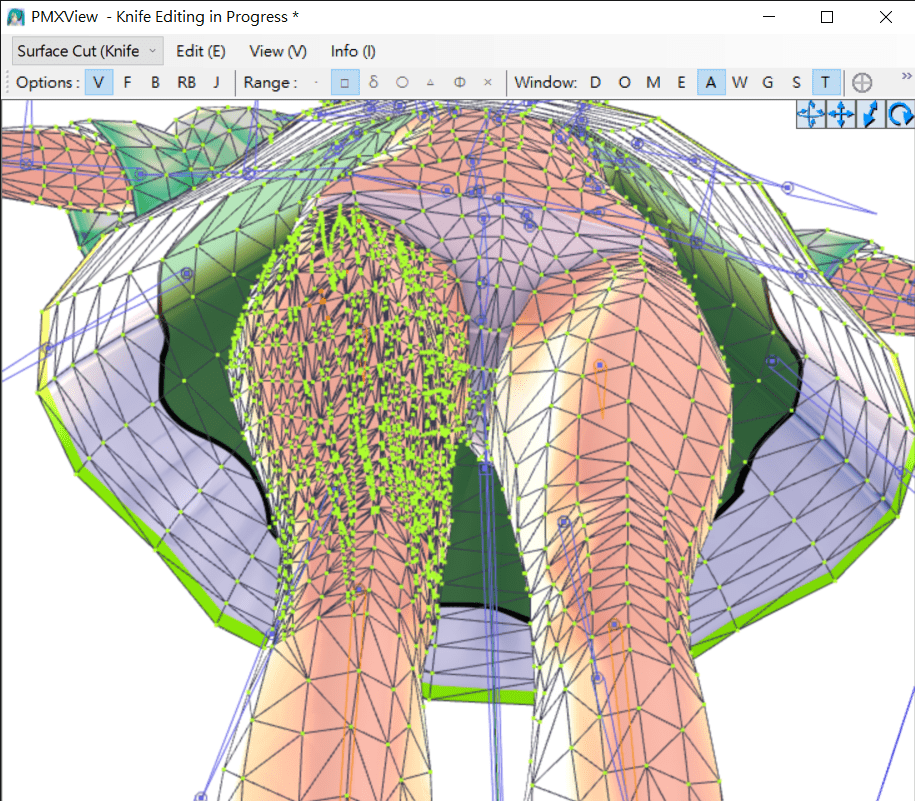 PMXView - Knife Editing in Progress *
Surface Cut (Knife Edit (E) View (V) Info (I)
Options : V F B RB J Range : · □ δ ○ ▵ Φ × Window: D O M E A W G S T »